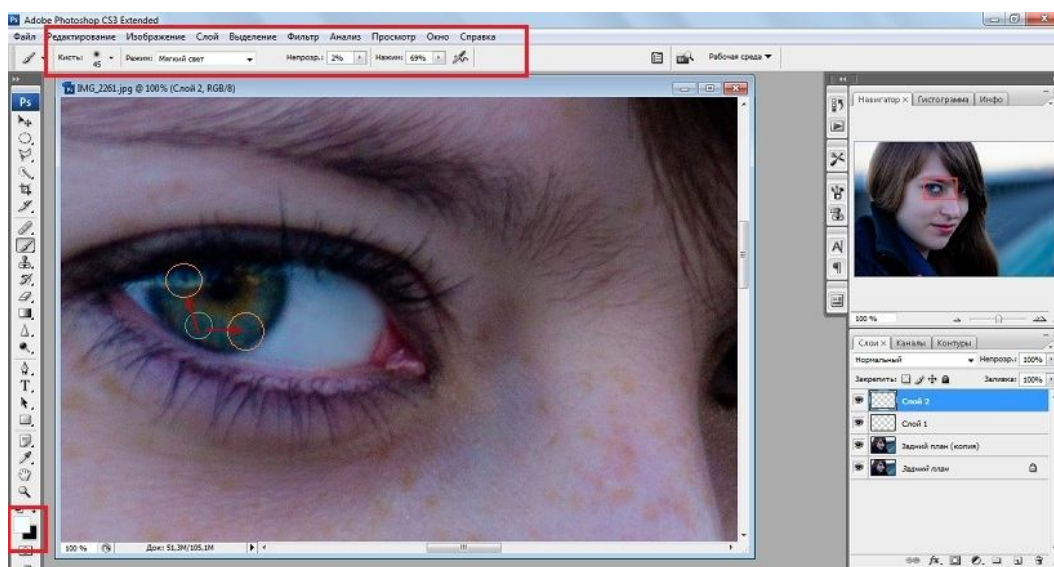 Ps Adobe Photoshop CS3 Extended
Файл Редактирование Изображение Слой Выделение Фильтр Анализ Просмотр Окно Справка
Кисть: 45 Режим: Мягкий свет Непрозр.: 2% Нажим: 69% Рабочая среда
IMG_2261.jpg @ 100% (Слой 2, RGB/8)
Ps
T
A
Навигатор × Гистограмма Инфо
100 %
Слои × Каналы Контуры
Нормальный Непрозр.: 100%
Закрепить: Заливка: 100%
Слой 2
Слой 1
Задний план (копия)
Задний план
100 % Док: 51,3M/105,1M
fx